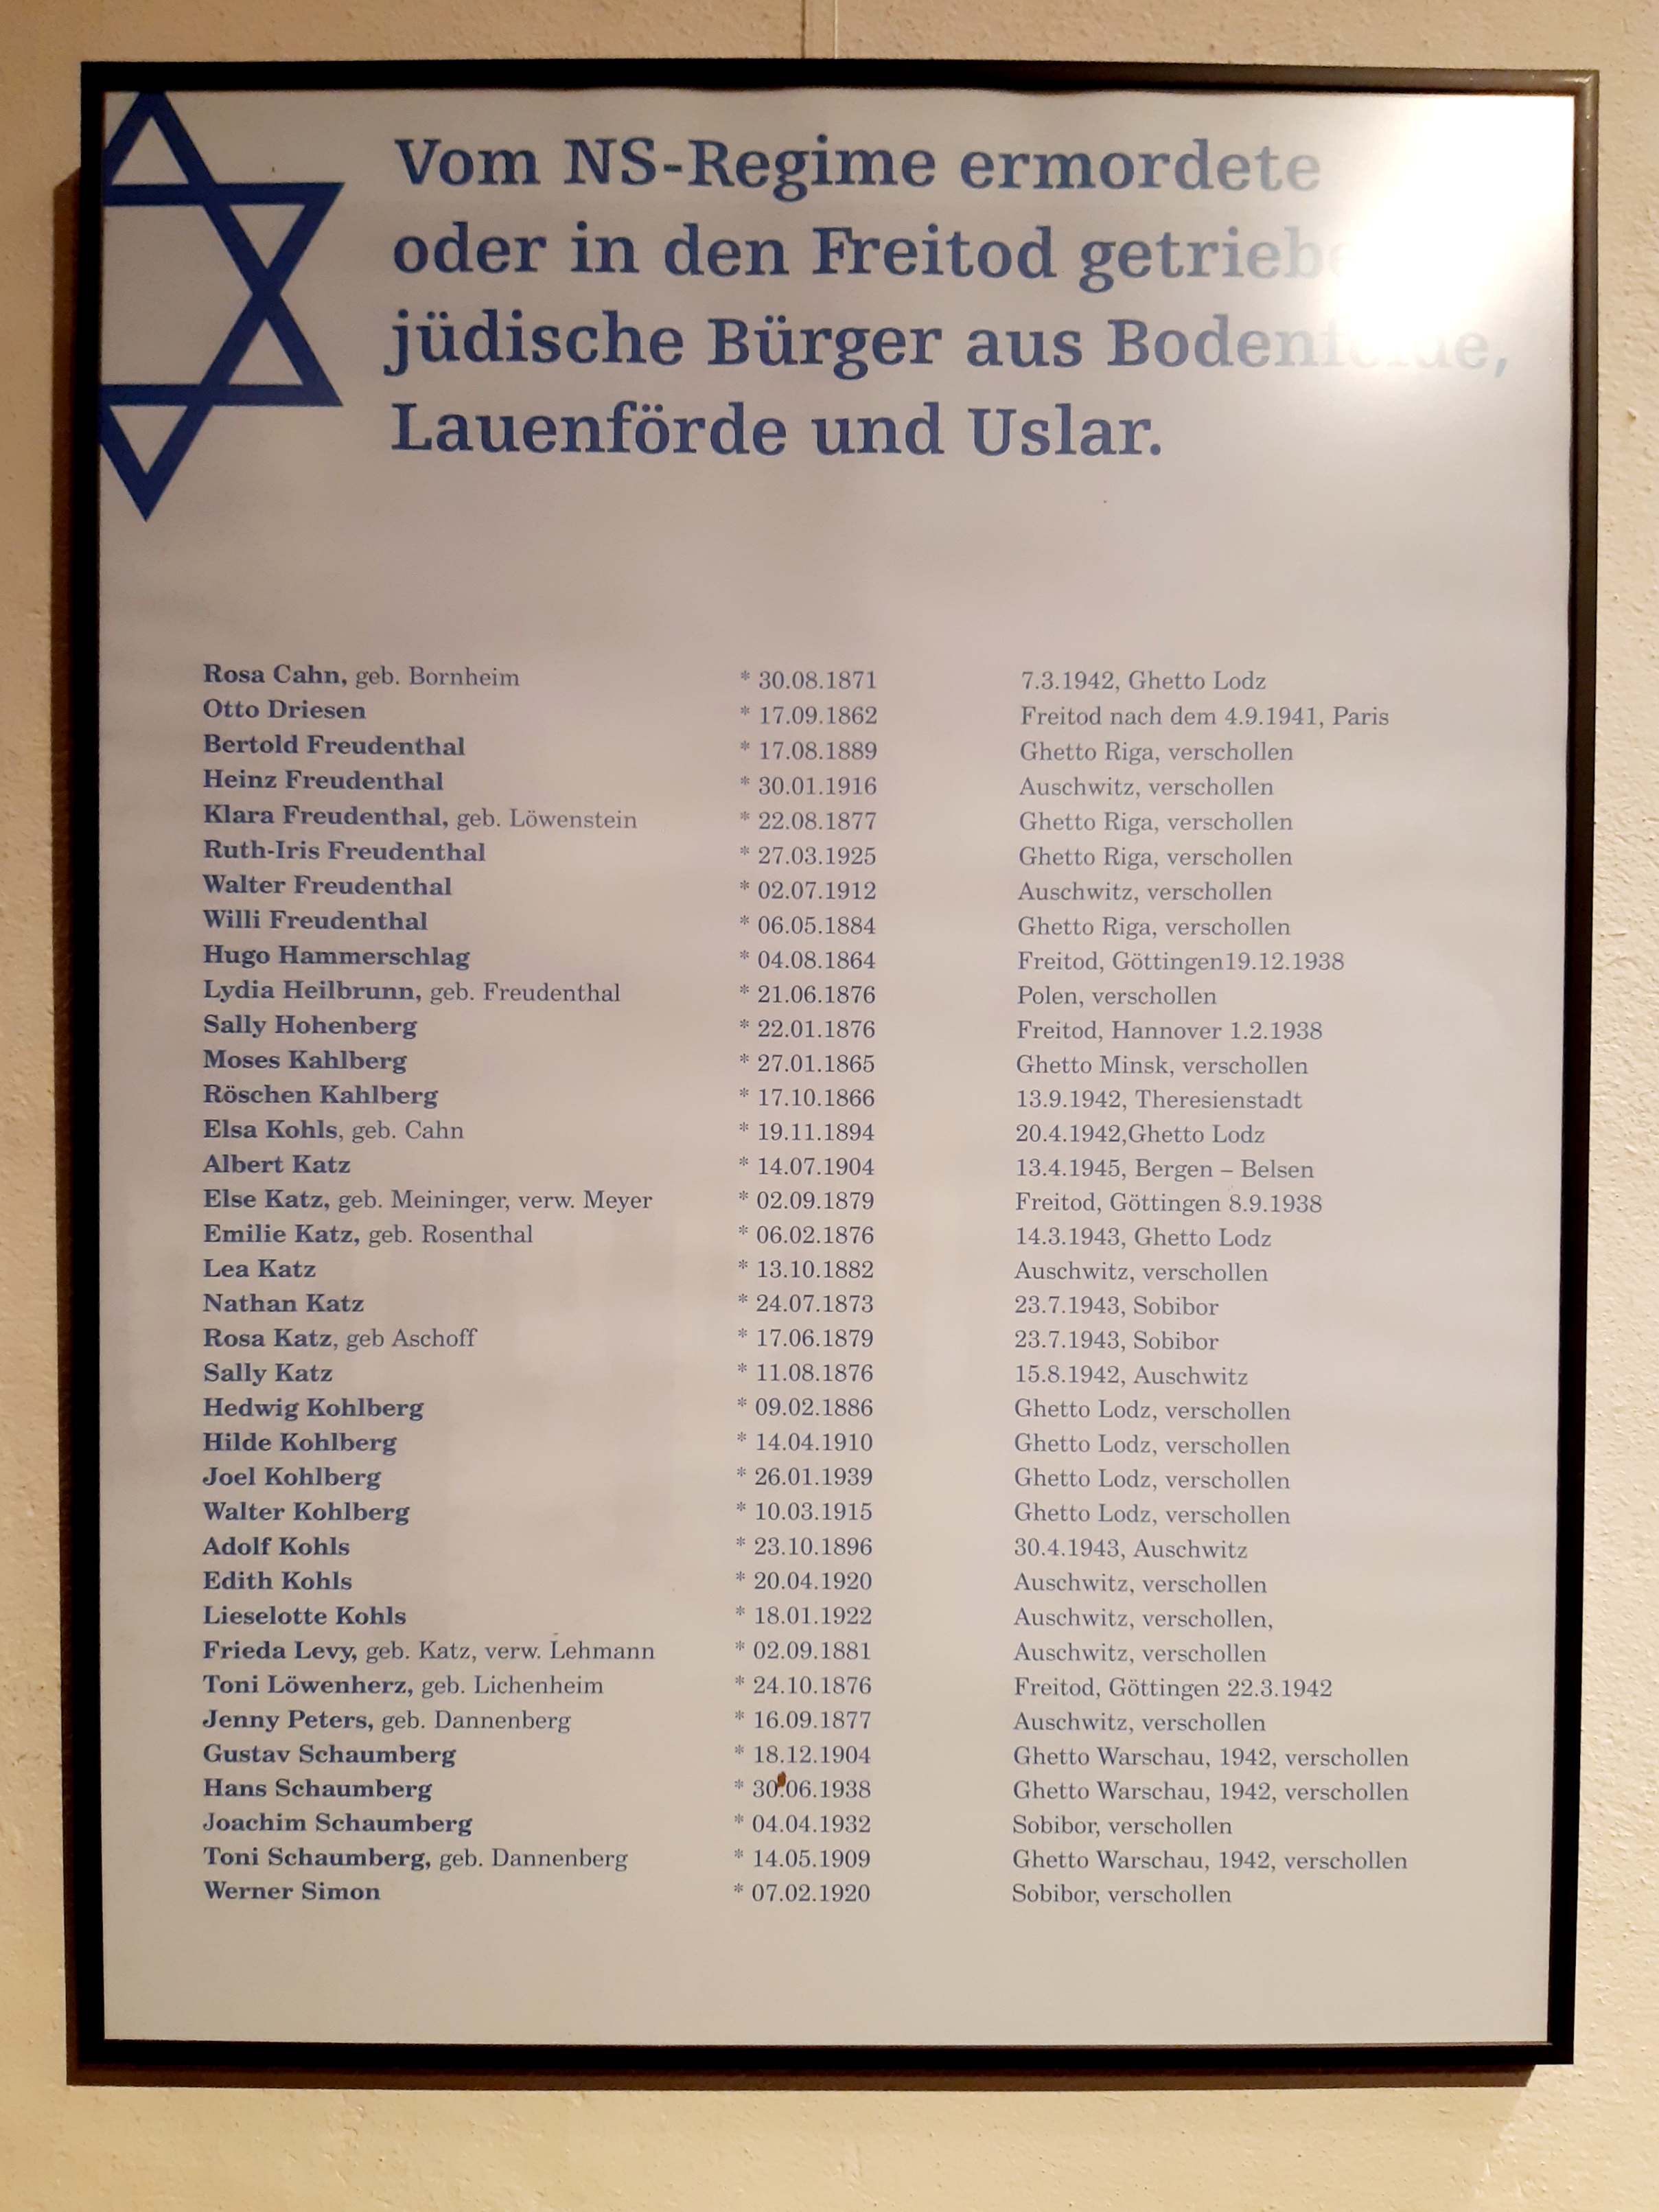 Vom NS-Regime ermordete
oder in den Freitod
jüdische Bürger aus
Lauenförde und Uslar.
Rosa Cahn, geb. Bornheim * 30.08.1871 7.3.1942, Ghetto Lodz
Otto Driesen * 17.09.1862 Freitod nach dem 4.9.1941, Paris
Bertold Freudenthal * 17.08.1889 Ghetto Riga, verschollen
Heinz Freudenthal * 30.01.1916 Auschwitz, verschollen
Klara Freudenthal, geb. Löwenstein * 22.08.1877 Ghetto Riga, verschollen
Ruth-Iris Freudenthal * 27.03.1925 Ghetto Riga, verschollen
Walter Freudenthal * 02.07.1912 Auschwitz, verschollen
Willi Freudenthal * 06.05.1884 Ghetto Riga, verschollen
Hugo Hammerschlag * 04.08.1864 Freitod, Göttingen19.12.1938
Lydia Heilbrunn, geb. Freudenthal * 21.06.1876 Polen, verschollen
Sally Hohenberg * 22.01.1876 Freitod, Hannover 1.2.1938
Moses Kahlberg * 27.01.1865 Ghetto Minsk, verschollen
Röschen Kahlberg * 17.10.1866 13.9.1942, Theresienstadt
Elsa Kohls, geb. Cahn * 19.11.1894 20.4.1942,Ghetto Lodz
Albert Katz * 14.07.1904 13.4.1945, Bergen – Belsen
Else Katz, geb. Meininger, verw. Meyer * 02.09.1879 Freitod, Göttingen 8.9.1938
Emilie Katz, geb. Rosenthal * 06.02.1876 14.3.1943, Ghetto Lodz
Lea Katz * 13.10.1882 Auschwitz, verschollen
Nathan Katz * 24.07.1873 23.7.1943, Sobibor
Rosa Katz, geb Aschoff * 17.06.1879 23.7.1943, Sobibor
Sally Katz * 11.08.1876 15.8.1942, Auschwitz
Hedwig Kohlberg * 09.02.1886 Ghetto Lodz, verschollen
Hilde Kohlberg * 14.04.1910 Ghetto Lodz, verschollen
Joel Kohlberg * 26.01.1939 Ghetto Lodz, verschollen
Walter Kohlberg * 10.03.1915 Ghetto Lodz, verschollen
Adolf Kohls * 23.10.1896 30.4.1943, Auschwitz
Edith Kohls * 20.04.1920 Auschwitz, verschollen
Lieselotte Kohls * 18.01.1922 Auschwitz, verschollen,
Frieda Levy, geb. Katz, verw. Lehmann * 02.09.1881 Auschwitz, verschollen
Toni Löwenherz, geb. Lichenheim * 24.10.1876 Freitod, Göttingen 22.3.1942
Jenny Peters, geb. Dannenberg * 16.09.1877 Auschwitz, verschollen
Gustav Schaumberg * 18.12.1904 Ghetto Warschau, 1942, verschollen
Hans Schaumberg * 30.06.1938 Ghetto Warschau, 1942, verschollen
Joachim Schaumberg * 04.04.1932 Sobibor, verschollen
Toni Schaumberg, geb. Dannenberg * 14.05.1909 Ghetto Warschau, 1942, verschollen
Werner Simon * 07.02.1920 Sobibor, verschollen